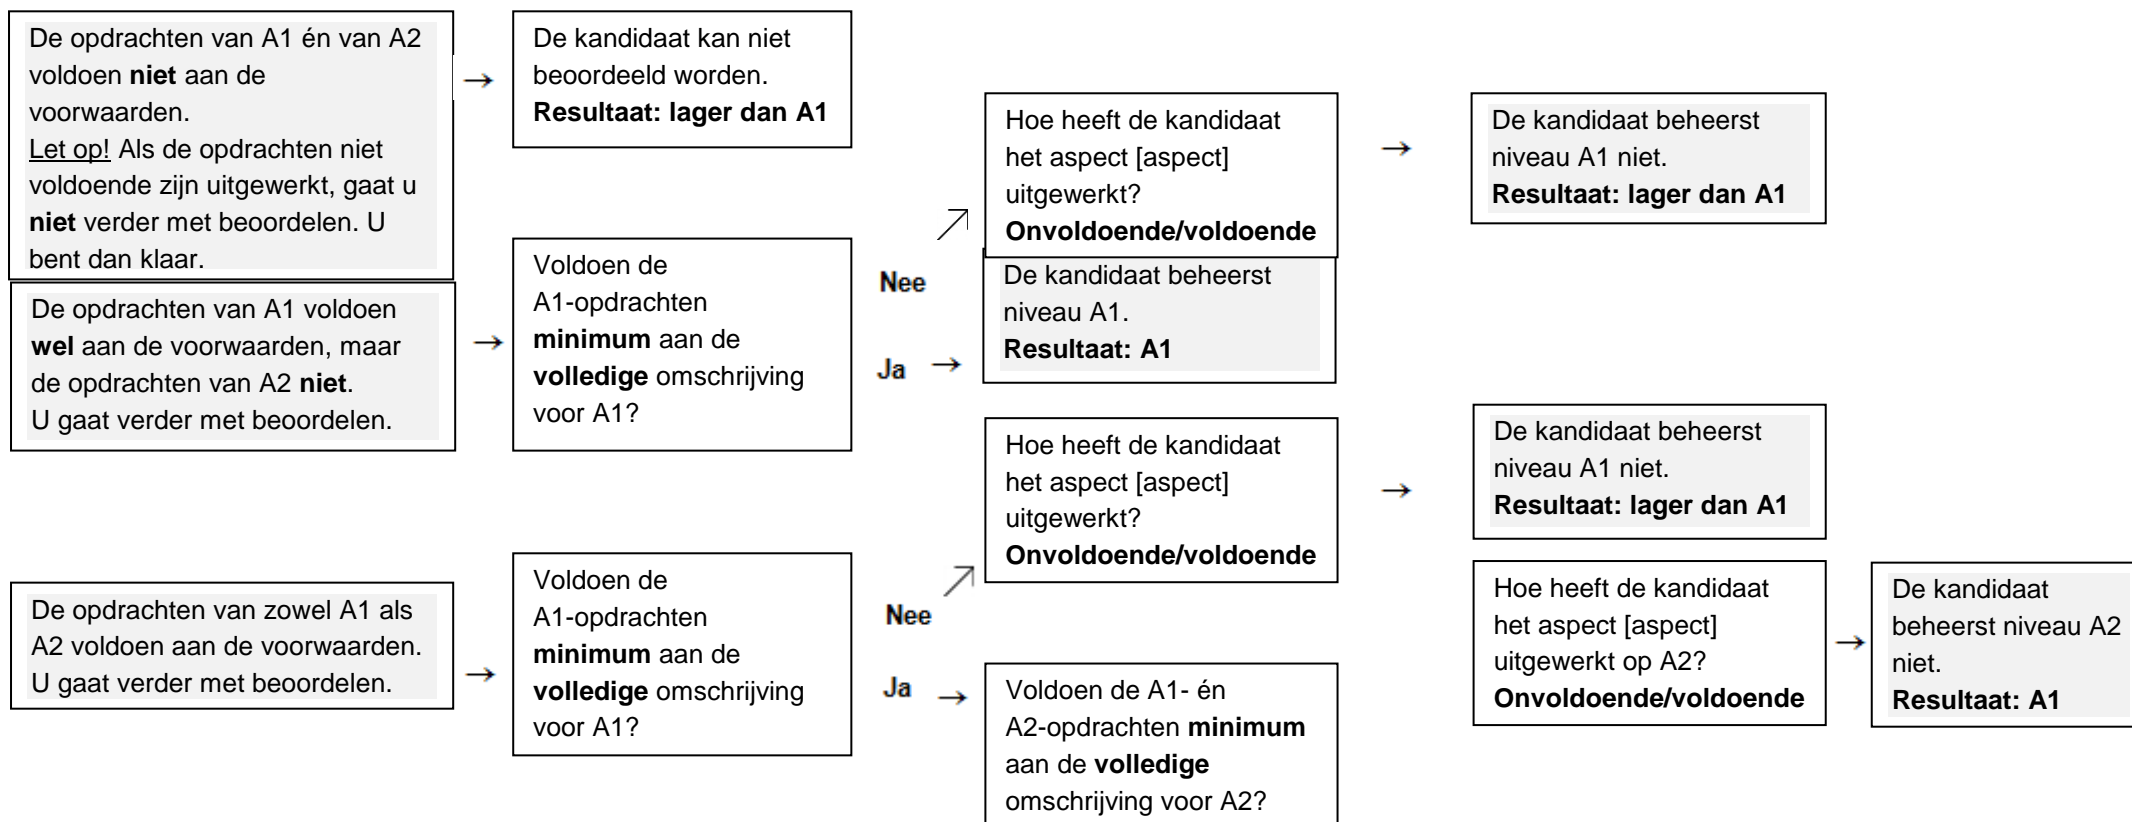 De opdrachten van A1 én van A2
voldoen niet aan de
voorwaarden.
Let op! Als de opdrachten niet
voldoende zijn uitgewerkt, gaat u
niet verder met beoordelen. U
bent dan klaar.
→
De kandidaat kan niet
beoordeeld worden.
Resultaat: lager dan A1
De opdrachten van A1 voldoen
wel aan de voorwaarden, maar
de opdrachten van A2 niet.
U gaat verder met beoordelen.
→
Voldoen de
A1-opdrachten
minimum aan de
volledige omschrijving
voor A1?
Nee
Hoe heeft de kandidaat
het aspect [aspect]
uitgewerkt?
Onvoldoende/voldoende
→
De kandidaat beheerst
niveau A1 niet.
Resultaat: lager dan A1
Ja →
De kandidaat beheerst
niveau A1.
Resultaat: A1
De opdrachten van zowel A1 als
A2 voldoen aan de voorwaarden.
U gaat verder met beoordelen.
→
Voldoen de
A1-opdrachten
minimum aan de
volledige omschrijving
voor A1?
Nee
Hoe heeft de kandidaat
het aspect [aspect]
uitgewerkt?
Onvoldoende/voldoende
→
De kandidaat beheerst
niveau A1 niet.
Resultaat: lager dan A1
Ja →
Voldoen de A1- én
A2-opdrachten minimum
aan de volledige
omschrijving voor A2?
Hoe heeft de kandidaat
het aspect [aspect]
uitgewerkt op A2?
Onvoldoende/voldoende
→
De kandidaat
beheerst niveau A2
niet.
Resultaat: A1